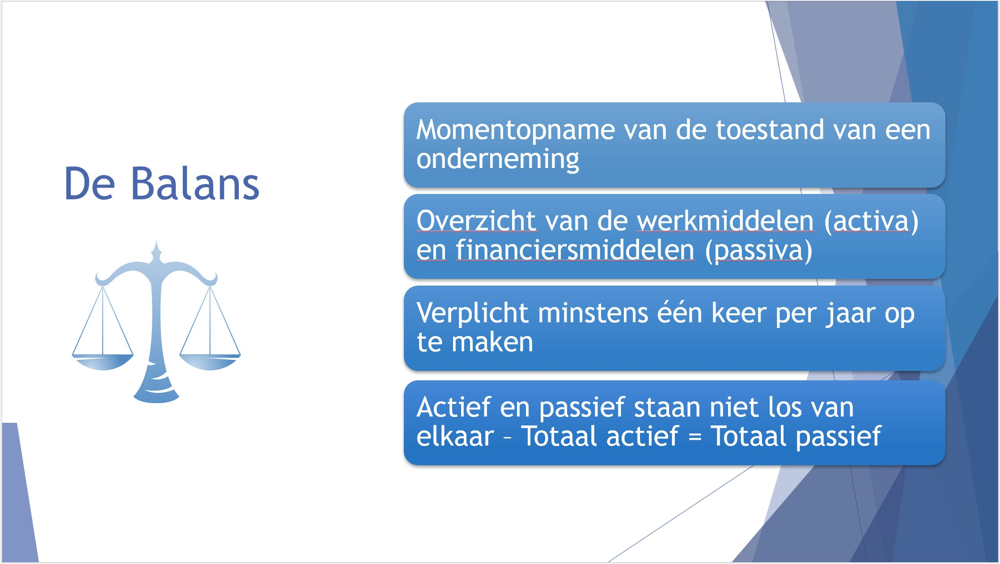 De Balans
Momentopname van de toestand van een
onderneming
Overzicht van de werkmiddelen (activa)
en financiersmiddelen (passiva)
Verplicht minstens één keer per jaar op
te maken
Actief en passief staan niet los van
elkaar – Totaal actief = Totaal passief